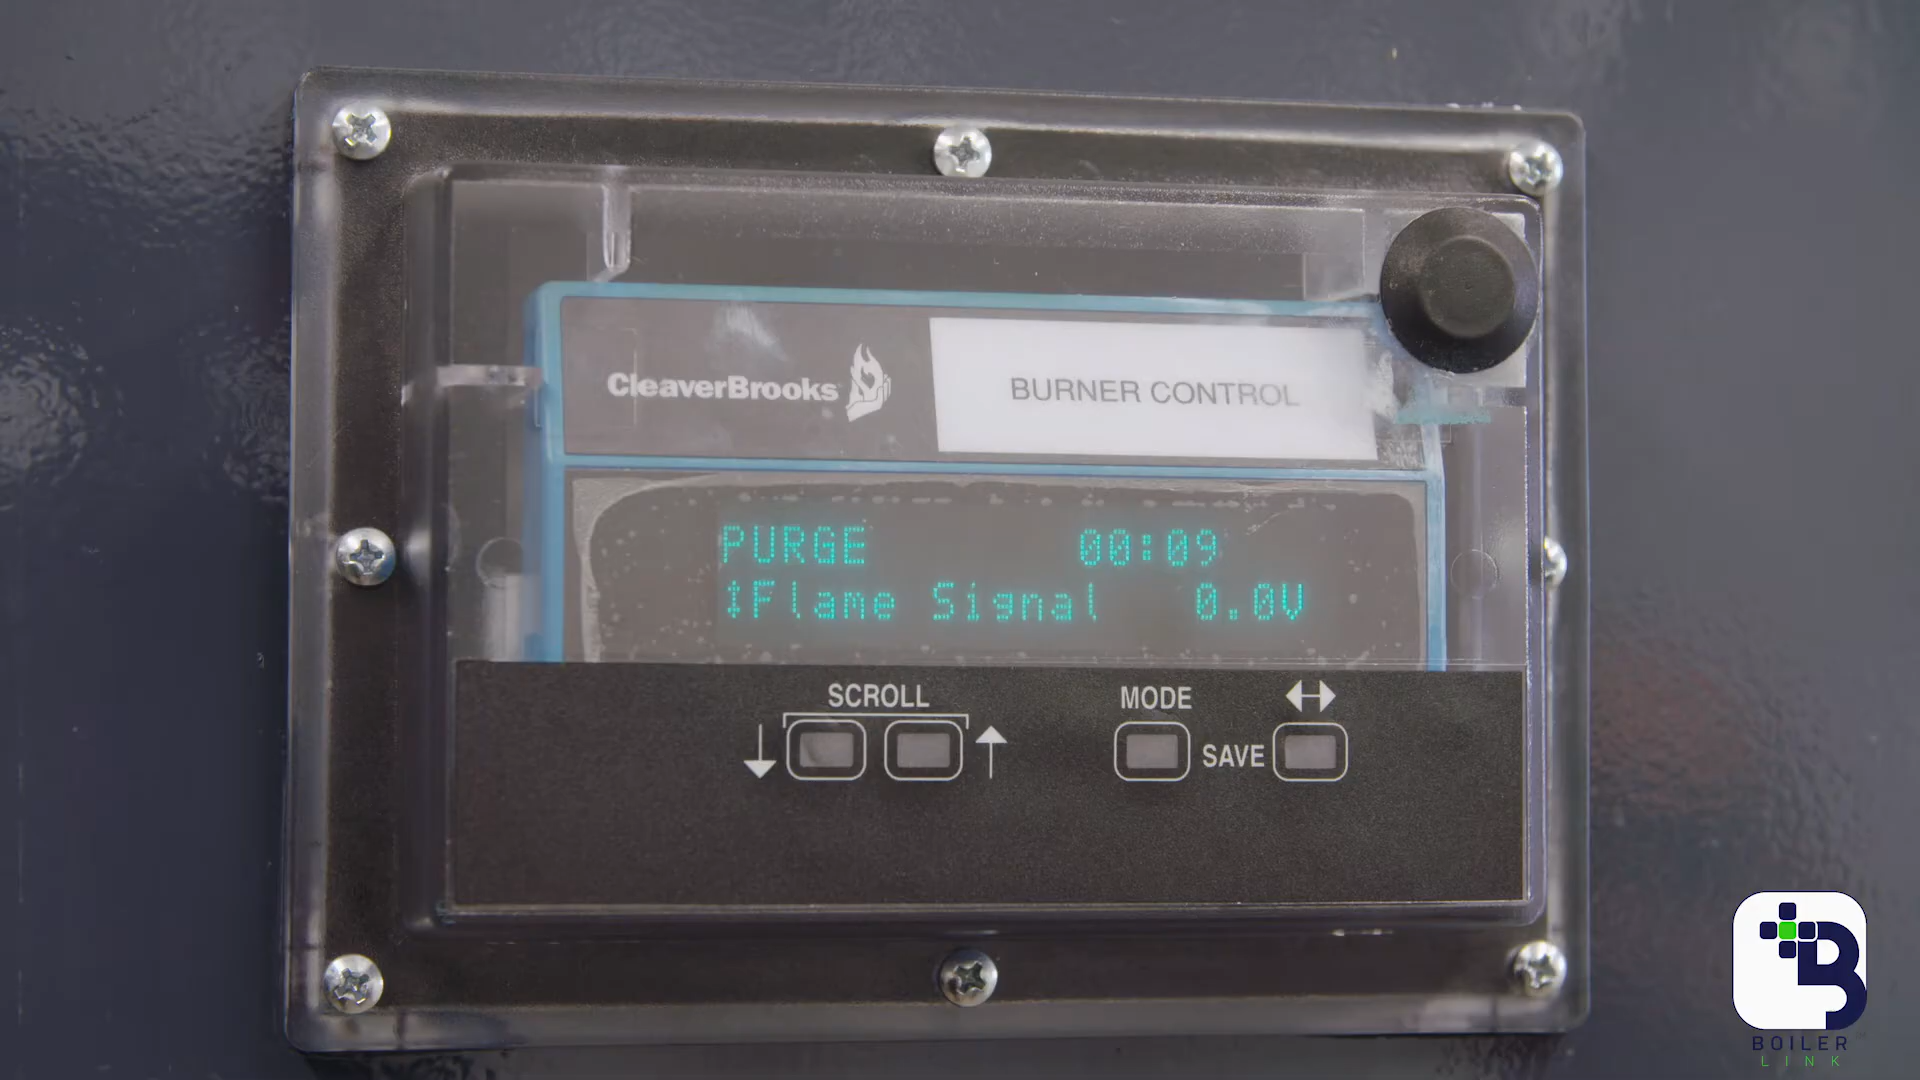 CleaverBrooks
BURNER CONTROL
PURGE 00:09
↕Flame Signal 0.0V
SCROLL
MODE
SAVE
B
BOILER
LINK